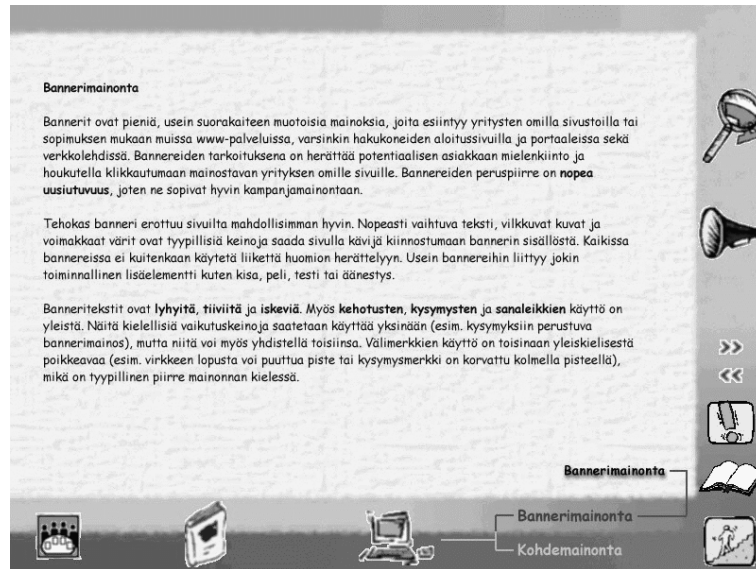 Bannerimainonta
Bannerit ovat pieniä, usein suorakaiteen muotoisia mainoksia, joita esiintyy yritysten omilla sivustoilla tai
sopimuksen mukaan muissa www-palveluissa, varsinkin hakukoneiden aloitussivuilla ja portaaleissa sekä
verkkolehdissä. Bannereiden tarkoituksena on herättää potentiaalisen asiakkaan mielenkiinto ja
houkutella klikkautumaan mainostavan yrityksen omille sivuille. Bannereiden peruspiirre on nopea
uusiutuvuus, joten ne sopivat hyvin kampanjamainontaan.
Tehokas banneri erottuu sivuilta mahdollisimman hyvin. Nopeasti vaihtuva teksti, vilkkuvat kuvat ja
voimakkaat värit ovat tyypillisiä keinoja saada sivulla kävijä kiinnostumaan bannerin sisällöstä. Kaikissa
bannereissa ei kuitenkaan käytetä liikettä huomion herättelyyn. Usein bannereihin liittyy jokin
toiminnallinen lisäelementti kuten kisa, peli, testi tai äänestys.
Banneritekstit ovat lyhyitä, tiiviitä ja iskeviä. Myös kehotusten, kysymysten ja sanaleikkien käyttö on
yleistä. Näitä kielellisiä vaikutuskeinoja saatetaan käyttää yksinään (esim. kysymyksiin perustuva
bannerimainos), mutta niitä voi myös yhdistellä toisiinsa. Välimerkkien käyttö on toisinaan yleiskielisestä
poikkeavaa (esim. virkkeen lopusta voi puuttua piste tai kysymysmerkki on korvattu kolmella pisteellä),
mikä on tyypillinen piirre mainonnan kielessä.
Bannerimainonta
Bannerimainonta
Kohdemainonta